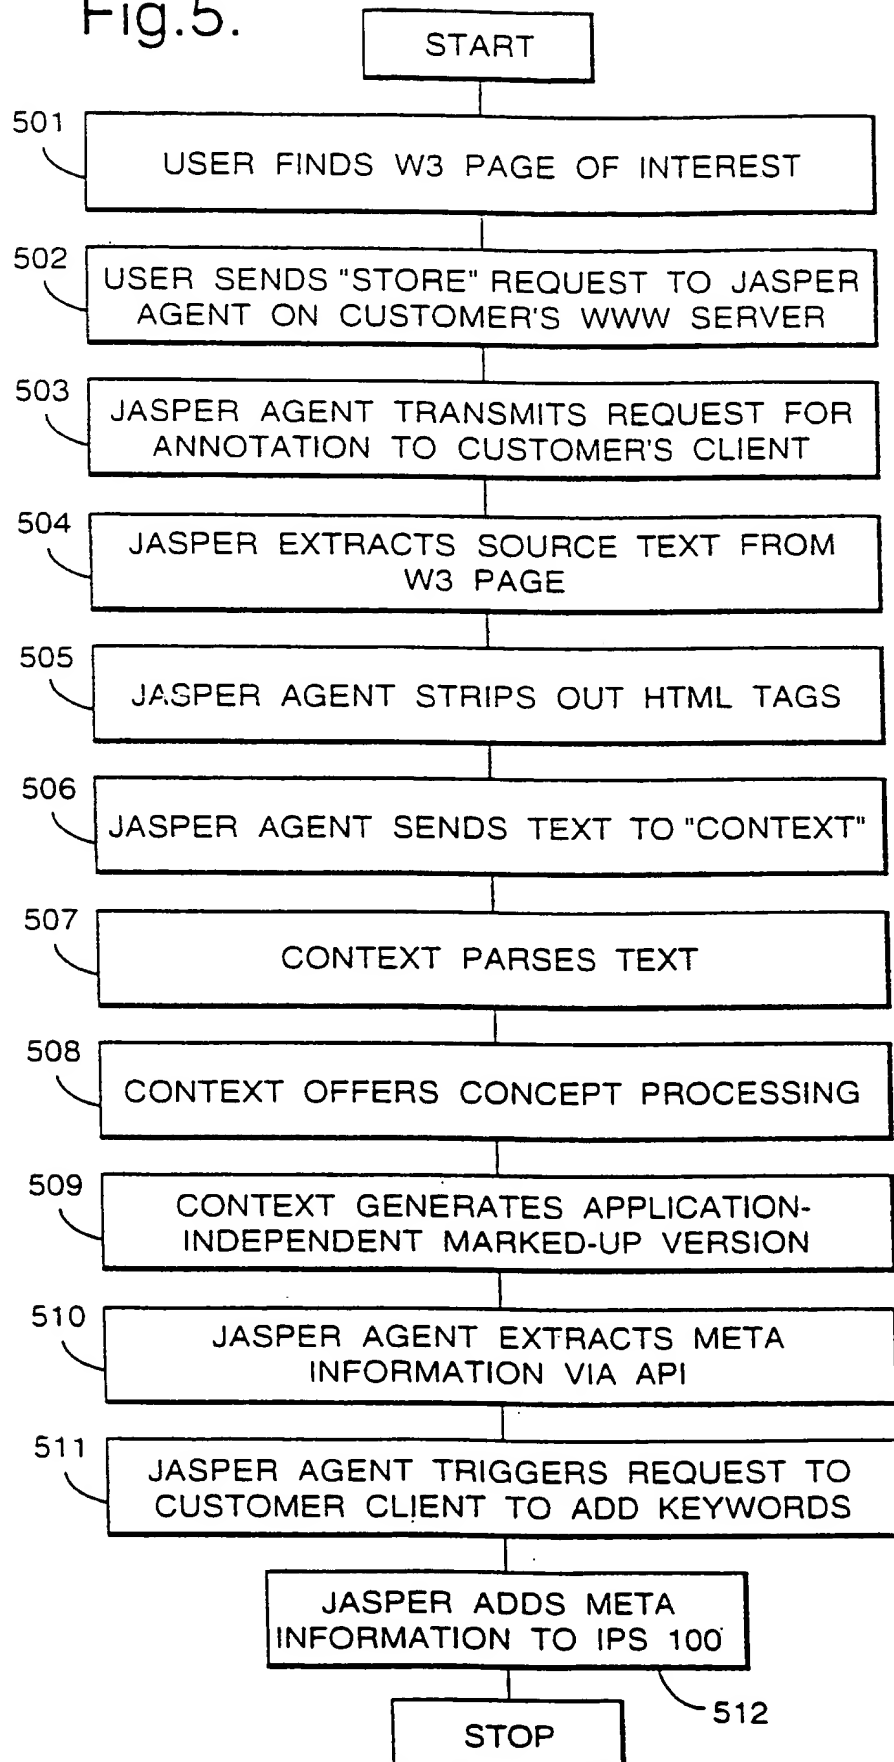 Fig.5.
START
501
USER FINDS W3 PAGE OF INTEREST
502
USER SENDS "STORE" REQUEST TO JASPER
AGENT ON CUSTOMER'S WWW SERVER
503
JASPER AGENT TRANSMITS REQUEST FOR
ANNOTATION TO CUSTOMER'S CLIENT
504
JASPER EXTRACTS SOURCE TEXT FROM
W3 PAGE
505
JASPER AGENT STRIPS OUT HTML TAGS
506
JASPER AGENT SENDS TEXT TO "CONTEXT"
507
CONTEXT PARSES TEXT
508
CONTEXT OFFERS CONCEPT PROCESSING
509
CONTEXT GENERATES APPLICATION-
INDEPENDENT MARKED-UP VERSION
510
JASPER AGENT EXTRACTS META
INFORMATION VIA API
511
JASPER AGENT TRIGGERS REQUEST TO
CUSTOMER CLIENT TO ADD KEYWORDS
JASPER ADDS META
INFORMATION TO IPS 100
512
STOP